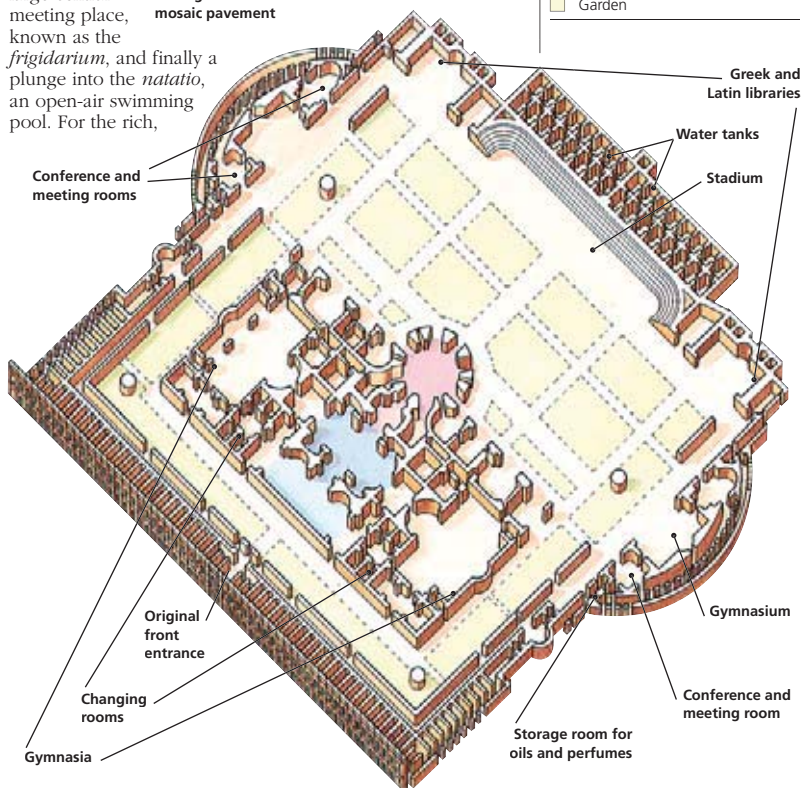 meeting place,
known as the
frigidarium, and finally a
plunge into the natatio,
an open-air swimming
pool. For the rich,
mosaic pavement
Garden
Greek and
Latin libraries
Water tanks
Stadium
Conference and
meeting rooms
Original
front
entrance
Changing
rooms
Gymnasia
Gymnasium
Conference and
meeting room
Storage room for
oils and perfumes